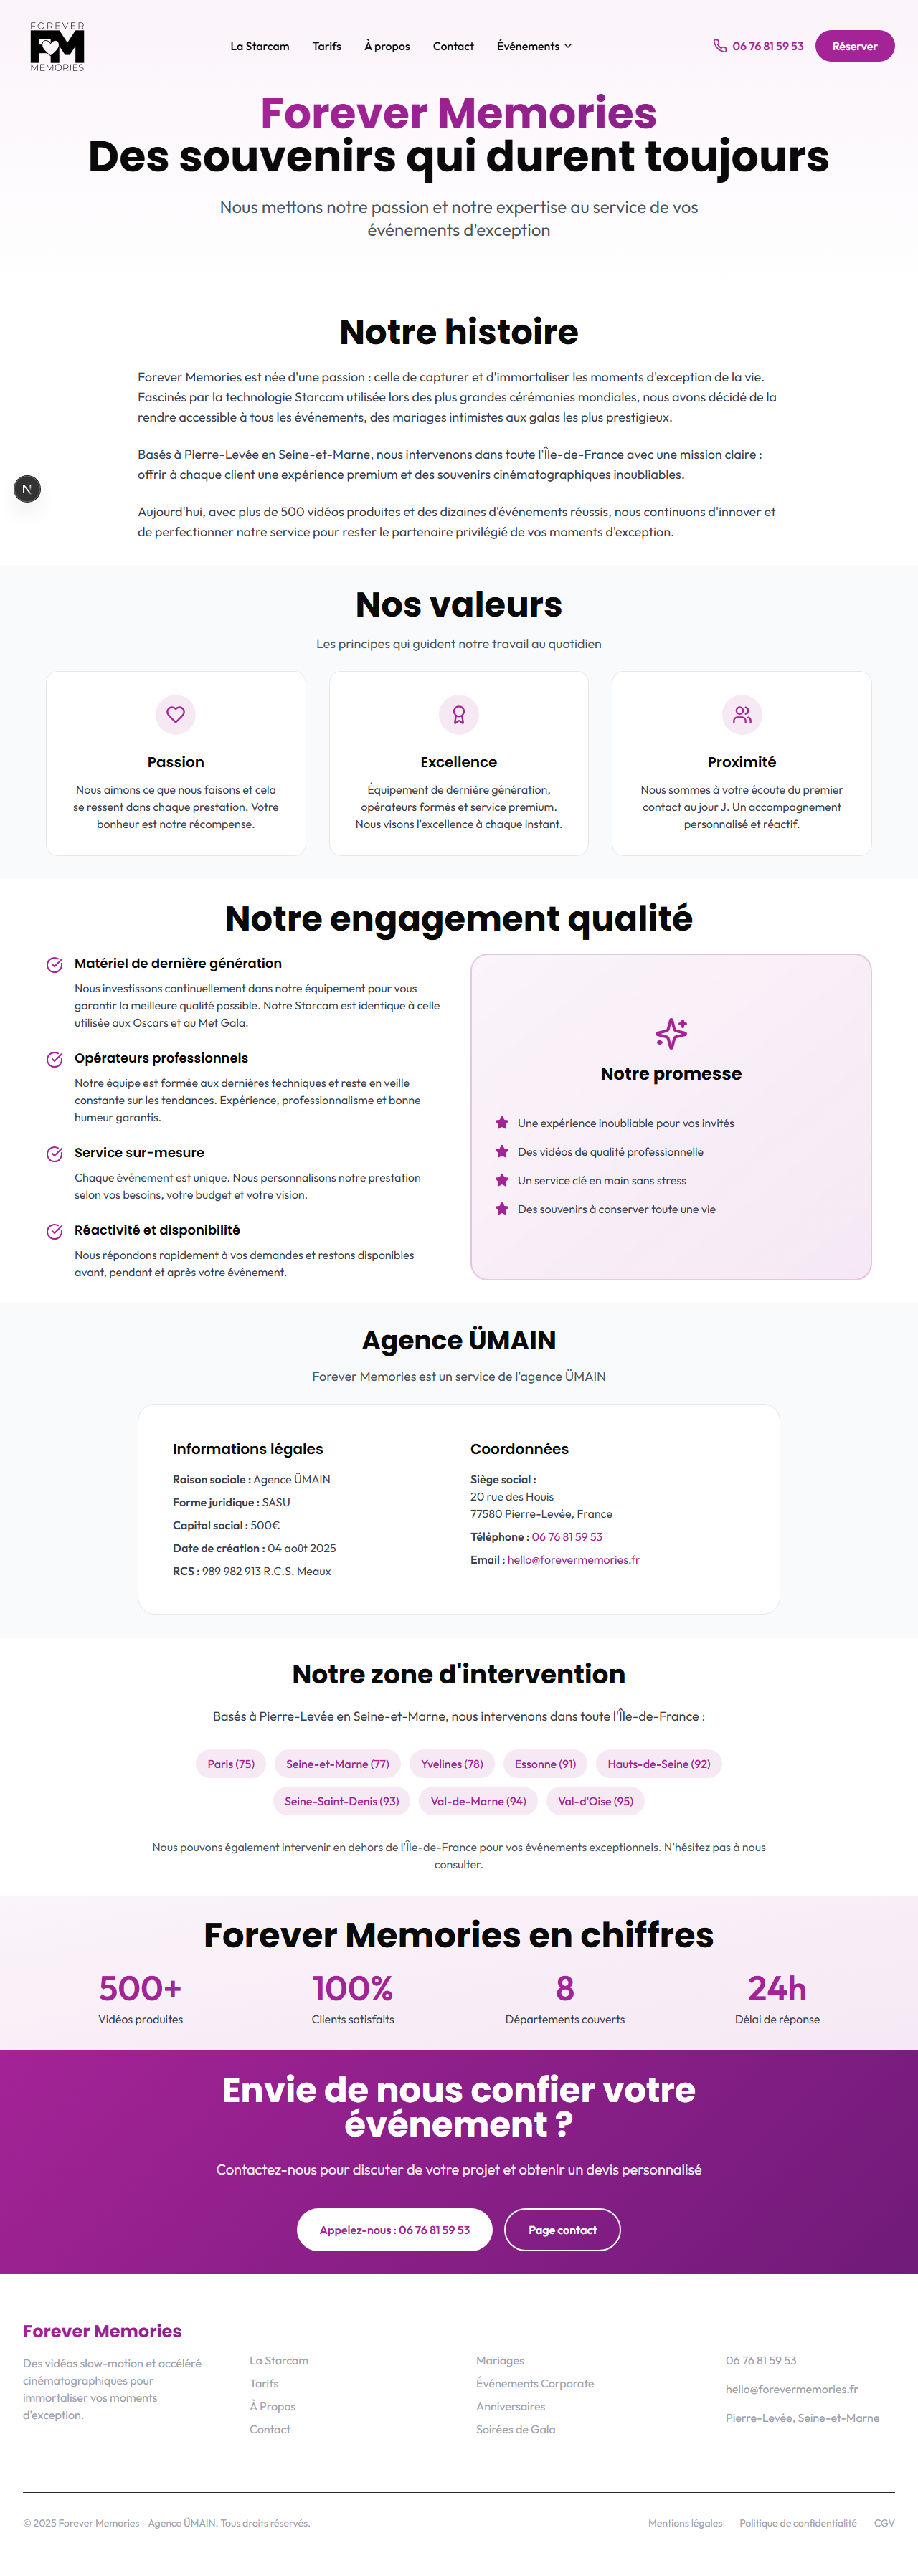 FOREVER
FM
MEMORIES
La Starcam
Tarifs
À propos
Contact
Événements
06 76 81 59 53
Réserver
Forever Memories
Des souvenirs qui durent toujours
Nous mettons notre passion et notre expertise au service de vos
événements d'exception
Notre histoire
Forever Memories est née d'une passion : celle de capturer et d'immortaliser les moments d'exception de la vie.
Fascinés par la technologie Starcam utilisée lors des plus grandes cérémonies mondiales, nous avons décidé de la
rendre accessible à tous les événements, des mariages intimistes aux galas les plus prestigieux.
Basés à Pierre-Levée en Seine-et-Marne, nous intervenons dans toute l'Île-de-France avec une mission claire :
offrir à chaque client une expérience premium et des souvenirs cinématographiques inoubliables.
N
Aujourd'hui, avec plus de 500 vidéos produites et des dizaines d'événements réussis, nous continuons d'innover et
de perfectionner notre service pour rester le partenaire privilégié de vos moments d'exception.
Nos valeurs
Les principes qui guident notre travail au quotidien
Passion
Nous aimons ce que nous faisons et cela
se ressent dans chaque prestation. Votre
bonheur est notre récompense.
Excellence
Équipement de dernière génération,
opérateurs formés et service premium.
Nous visons l'excellence à chaque instant.
Proximité
Nous sommes à votre écoute du premier
contact au jour J. Un accompagnement
personnalisé et réactif.
Notre engagement qualité
Matériel de dernière génération
Nous investissons continuellement dans notre équipement pour vous
garantir la meilleure qualité possible. Notre Starcam est identique à celle
utilisée aux Oscars et au Met Gala.
Opérateurs professionnels
Notre équipe est formée aux dernières techniques et reste en veille
constante sur les tendances. Expérience, professionnalisme et bonne
humeur garantis.
Service sur-mesure
Chaque événement est unique. Nous personnalisons notre prestation
selon vos besoins, votre budget et votre vision.
Réactivité et disponibilité
Nous répondons rapidement à vos demandes et restons disponibles
avant, pendant et après votre événement.
Notre promesse
Une expérience inoubliable pour vos invités
Des vidéos de qualité professionnelle
Un service clé en main sans stress
Des souvenirs à conserver toute une vie
Agence ÜMAIN
Forever Memories est un service de l'agence ÜMAIN
Informations légales
Raison sociale : Agence ÜMAIN
Forme juridique : SASU
Capital social : 500€
Date de création : 04 août 2025
RCS : 989 982 913 R.C.S. Meaux
Coordonnées
Siège social :
20 rue des Houis
77580 Pierre-Levée, France
Téléphone : 06 76 81 59 53
Email : hello@forevermemories.fr
Notre zone d'intervention
Basés à Pierre-Levée en Seine-et-Marne, nous intervenons dans toute l'Île-de-France :
Paris (75)
Seine-et-Marne (77)
Yvelines (78)
Essonne (91)
Hauts-de-Seine (92)
Seine-Saint-Denis (93)
Val-de-Marne (94)
Val-d'Oise (95)
Nous pouvons également intervenir en dehors de l'Île-de-France pour vos événements exceptionnels. N'hésitez pas à nous
consulter.
Forever Memories en chiffres
500+
Vidéos produites
100%
Clients satisfaits
8
Départements couverts
24h
Délai de réponse
Envie de nous confier votre
événement ?
Contactez-nous pour discuter de votre projet et obtenir un devis personnalisé
Appelez-nous : 06 76 81 59 53
Page contact
Forever Memories
Des vidéos slow-motion et accéléré
cinématographiques pour
immortaliser vos moments
d'exception.
La Starcam
Tarifs
À Propos
Contact
Mariages
Événements Corporate
Anniversaires
Soirées de Gala
06 76 81 59 53
hello@forevermemories.fr
Pierre-Levée, Seine-et-Marne
© 2025 Forever Memories - Agence ÜMAIN. Tous droits réservés.
Mentions légales
Politique de confidentialité
CGV